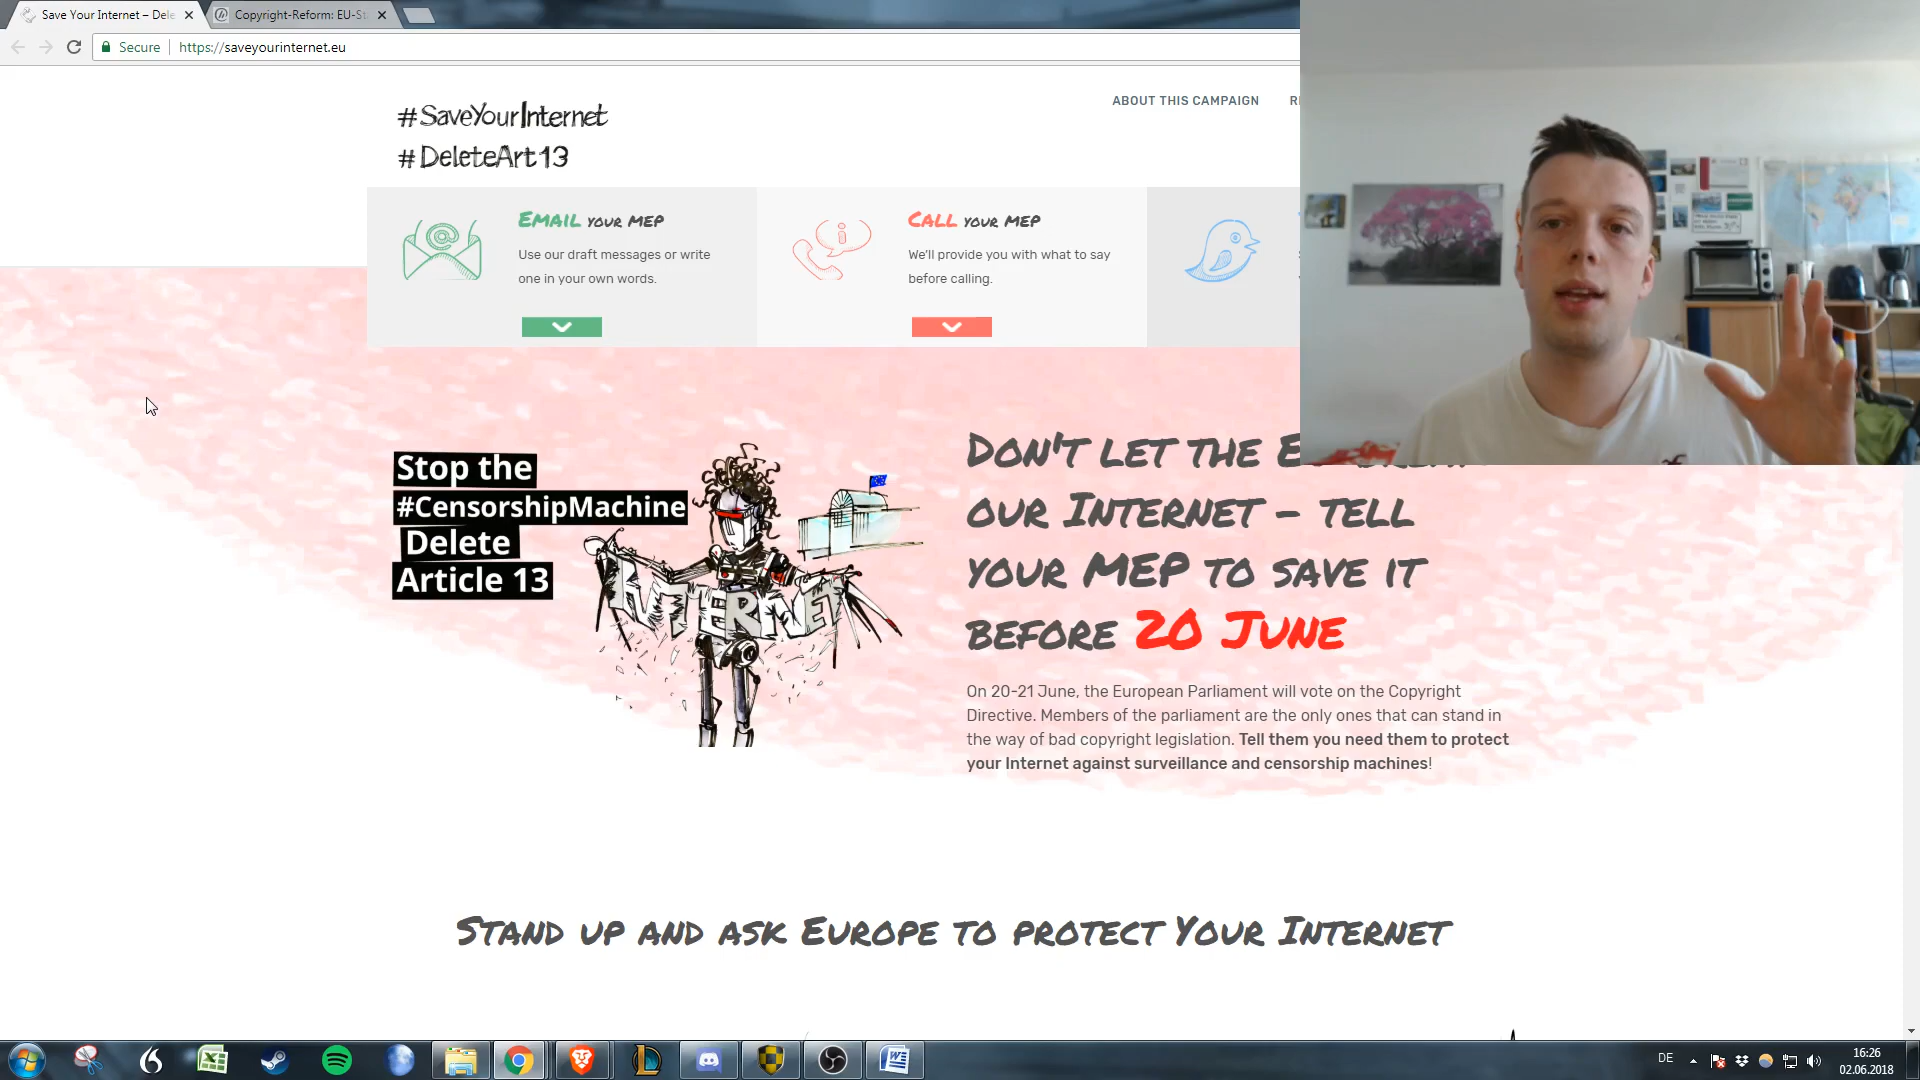 Save Your Internet – Dele
Copyright-Reform: EU-St
Secure
https://saveyourinternet.eu
#SaveYourInternet
#DeleteArt13
ABOUT THIS CAMPAIGN
R
EMAIL YOUR MEP
Use our draft messages or write
one in your own words.
CALL YOUR MEP
We'll provide you with what to say
before calling.
Stop the
#CensorshipMachine
Delete
Article 13
INTERNET
DON'T LET THE E
OUR INTERNET – TELL
YOUR MEP TO SAVE IT
BEFORE 20 JUNE
On 20-21 June, the European Parliament will vote on the Copyright
Directive. Members of the parliament are the only ones that can stand in
the way of bad copyright legislation. Tell them you need them to protect
your Internet against surveillance and censorship machines!
STAND UP AND ASK EUROPE TO PROTECT YOUR INTERNET
DE
16:26
02.06.2018